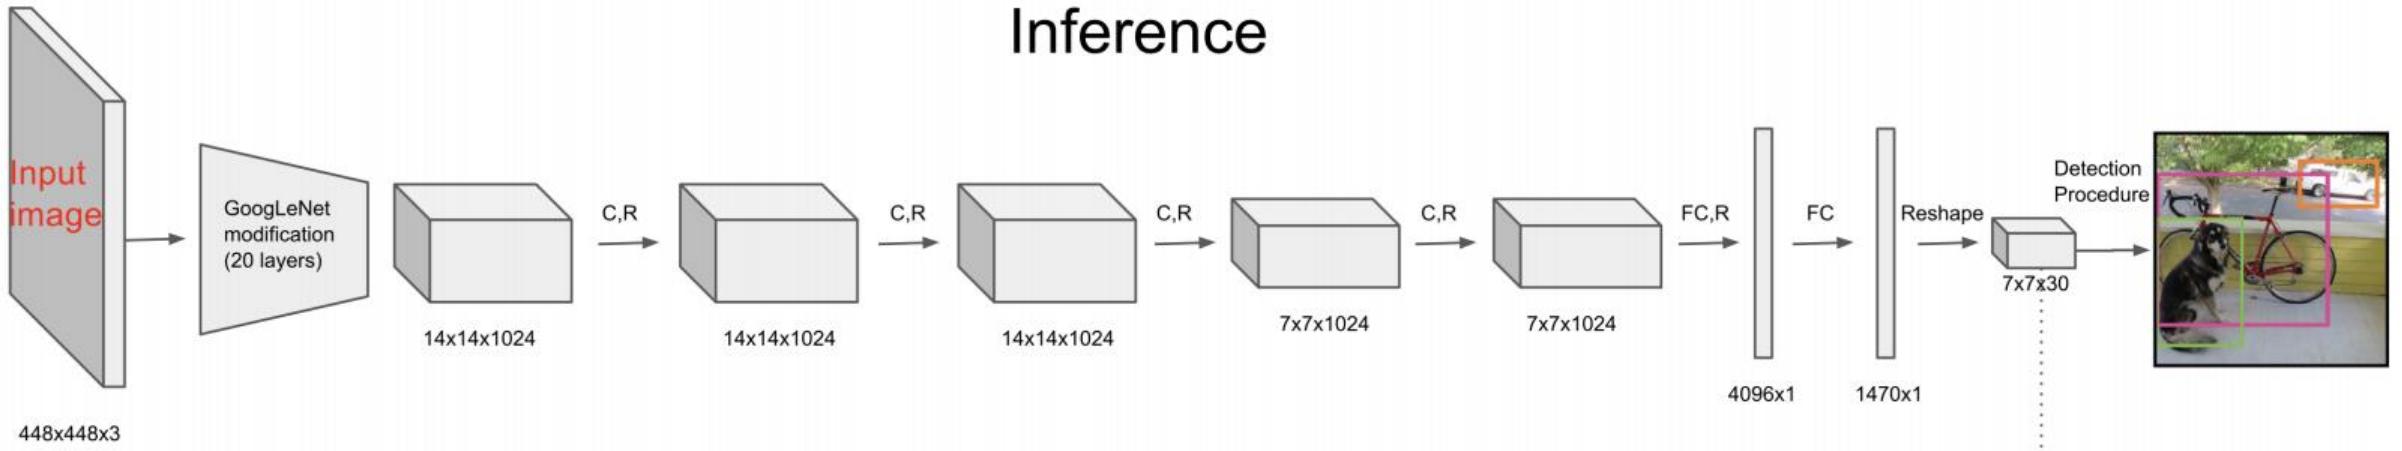 Inference
Input
image
448x448x3
GoogLeNet
modification
(20 layers)
14x14x1024
C,R
14x14x1024
C,R
14x14x1024
C,R
7x7x1024
C,R
7x7x1024
FC,R
4096x1
FC
1470x1
Reshape
7x7x30
Detection
Procedure